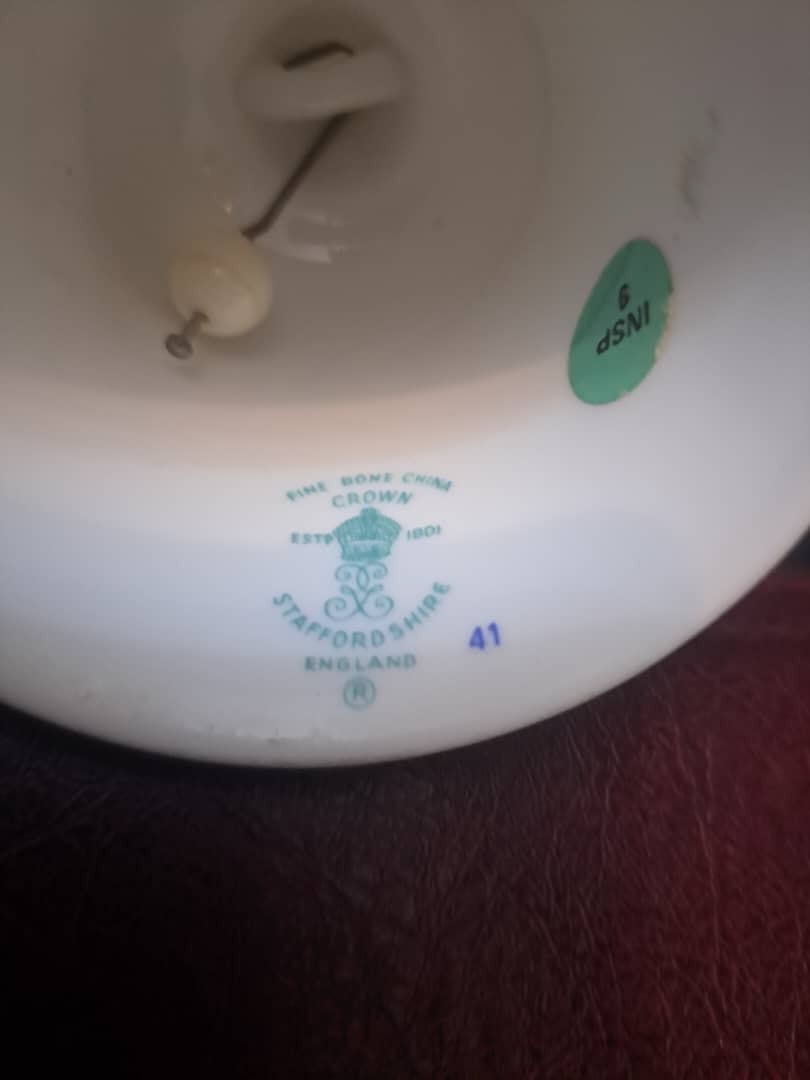 INSP
9
FINE BONE CHINA
CROWN
ESTD 1801
STAFFORDSHIRE
ENGLAND
®
41